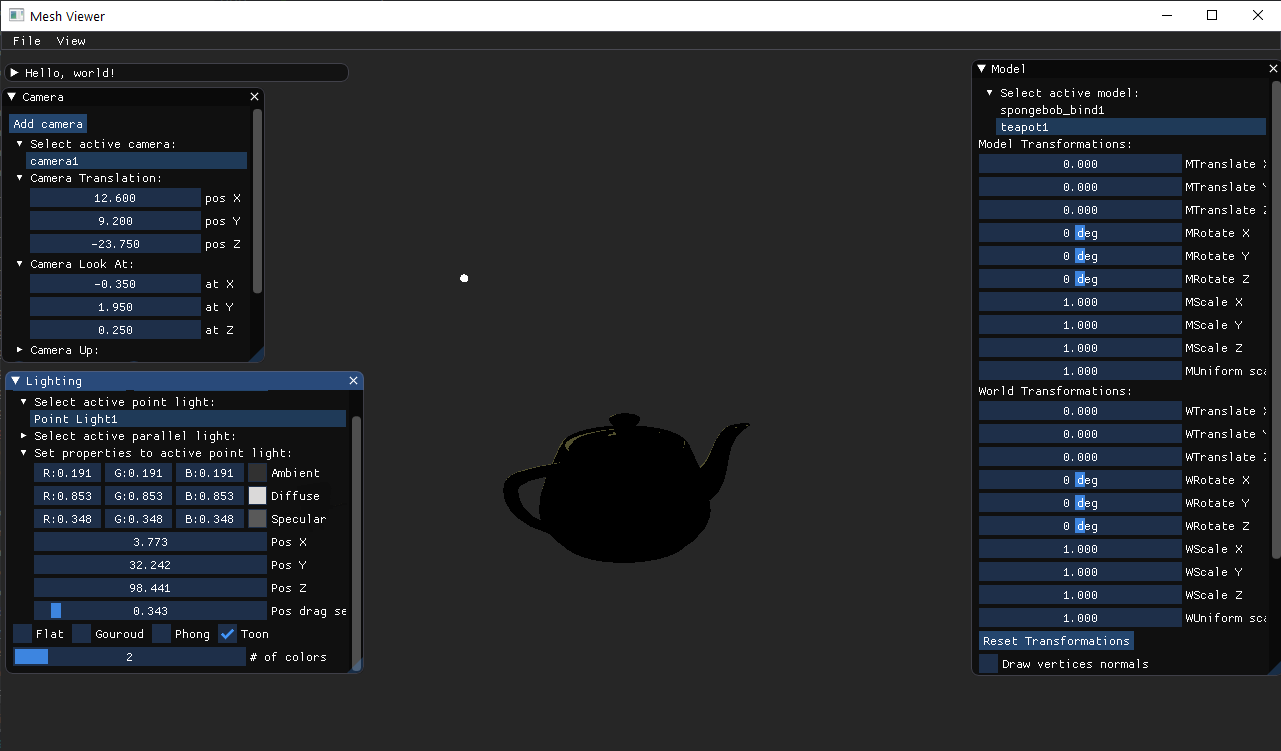 Mesh Viewer
File View
Hello, world!
Camera
Add camera
Select active camera:
camera1
Camera Translation:
12.600 pos X
9.200 pos Y
-23.750 pos Z
Camera Look At:
-0.350 at X
1.950 at Y
0.250 at Z
Camera Up:
Lighting
Select active point light:
Point Light1
Select active parallel light:
Set properties to active point light:
R:0.191 G:0.191 B:0.191 Ambient
R:0.853 G:0.853 B:0.853 Diffuse
R:0.348 G:0.348 B:0.348 Specular
3.773 Pos X
32.242 Pos Y
98.441 Pos Z
0.343 Pos drag se
Flat Gouroud Phong Toon
2 # of colors
Model
Select active model:
spongebob_bind1
teapot1
Model Transformations:
0.000 MTranslate X
0.000 MTranslate Y
0.000 MTranslate Z
0 deg MRotate X
0 deg MRotate Y
0 deg MRotate Z
1.000 MScale X
1.000 MScale Y
1.000 MScale Z
1.000 MUniform sca
World Transformations:
0.000 WTranslate X
0.000 WTranslate Y
0.000 WTranslate Z
0 deg WRotate X
0 deg WRotate Y
0 deg WRotate Z
1.000 WScale X
1.000 WScale Y
1.000 WScale Z
1.000 WUniform sca
Reset Transformations
Draw vertices normals